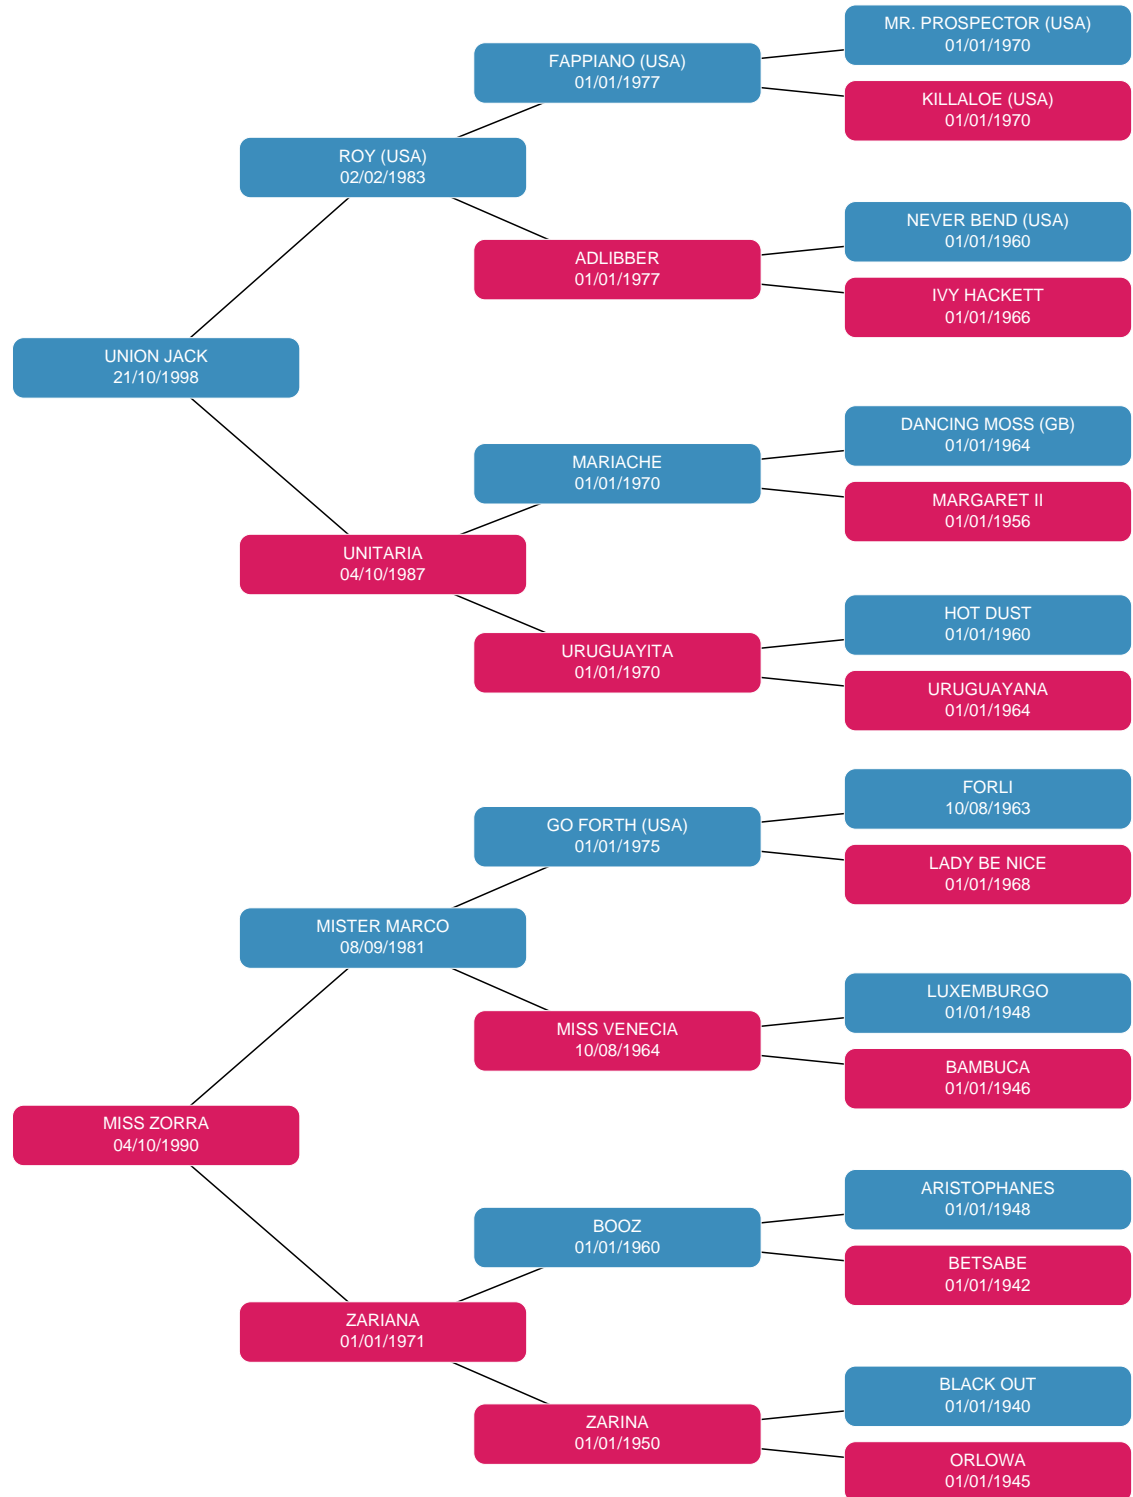 MR. PROSPECTOR (USA)
01/01/1970
FAPPIANO (USA)
01/01/1977
KILLALOE (USA)
01/01/1970
ROY (USA)
02/02/1983
NEVER BEND (USA)
01/01/1960
ADLIBBER
01/01/1977
IVY HACKETT
01/01/1966
UNION JACK
21/10/1998
DANCING MOSS (GB)
01/01/1964
MARIACHE
01/01/1970
MARGARET II
01/01/1956
UNITARIA
04/10/1987
HOT DUST
01/01/1960
URUGUAYITA
01/01/1970
URUGUAYANA
01/01/1964
FORLI
10/08/1963
GO FORTH (USA)
01/01/1975
LADY BE NICE
01/01/1968
MISTER MARCO
08/09/1981
LUXEMBURGO
01/01/1948
MISS VENECIA
10/08/1964
BAMBUCA
01/01/1946
MISS ZORRA
04/10/1990
ARISTOPHANES
01/01/1948
BOOZ
01/01/1960
BETSABE
01/01/1942
ZARIANA
01/01/1971
BLACK OUT
01/01/1940
ZARINA
01/01/1950
ORLOWA
01/01/1945